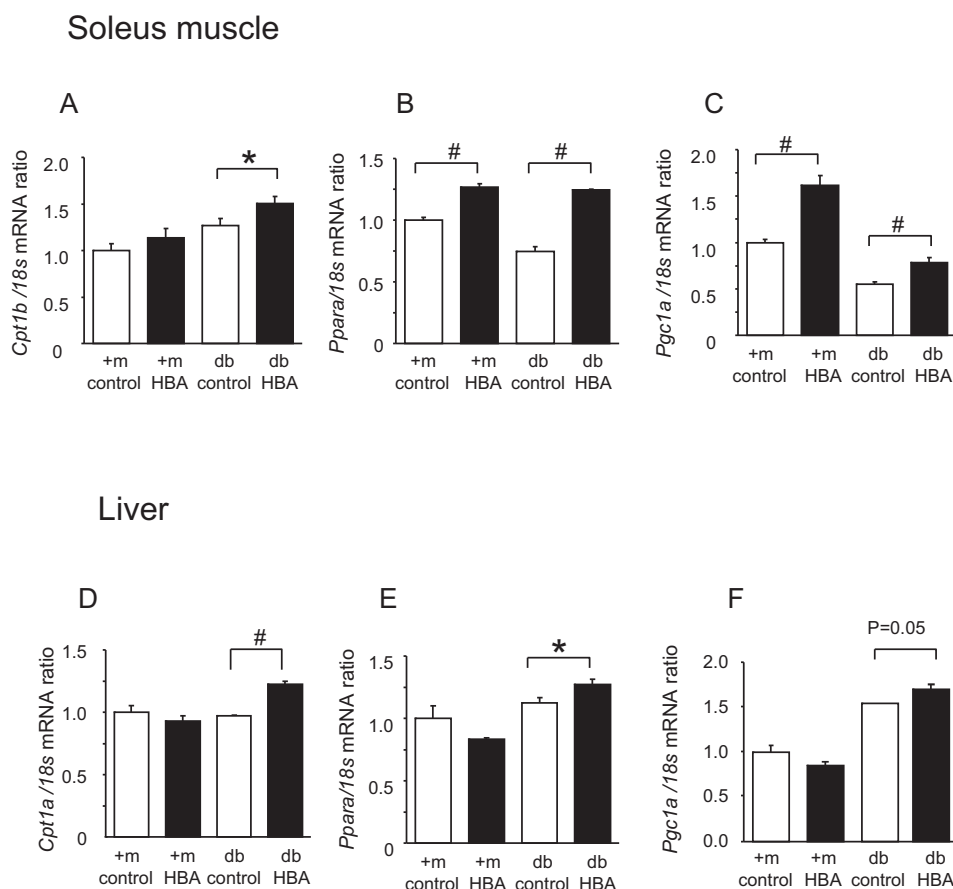 Soleus muscle
A
Cpt1b /18s mRNA ratio
2.0
1.5
1.0
0.5
0
*
+m +m db db
control HBA control HBA
B
Ppara/18s mRNA ratio
1.5
1.0
0.5
0
# #
+m +m db db
control HBA control HBA
C
Pgc1a /18s mRNA ratio
2.0
1.5
1.0
0.5
0
#
#
+m +m db db
control HBA control HBA
Liver
D
Cpt1a /18s mRNA ratio
1.5
1.0
0.5
0
#
+m +m db db
control HBA control HBA
E
Ppara/18s mRNA ratio
1.5
1.0
0.5
0
*
+m +m db db
control HBA control HBA
F
Pgc1a /18s mRNA ratio
2.0
1.5
1.0
0.5
0.0
P=0.05
+m +m db db
control HBA control HBA